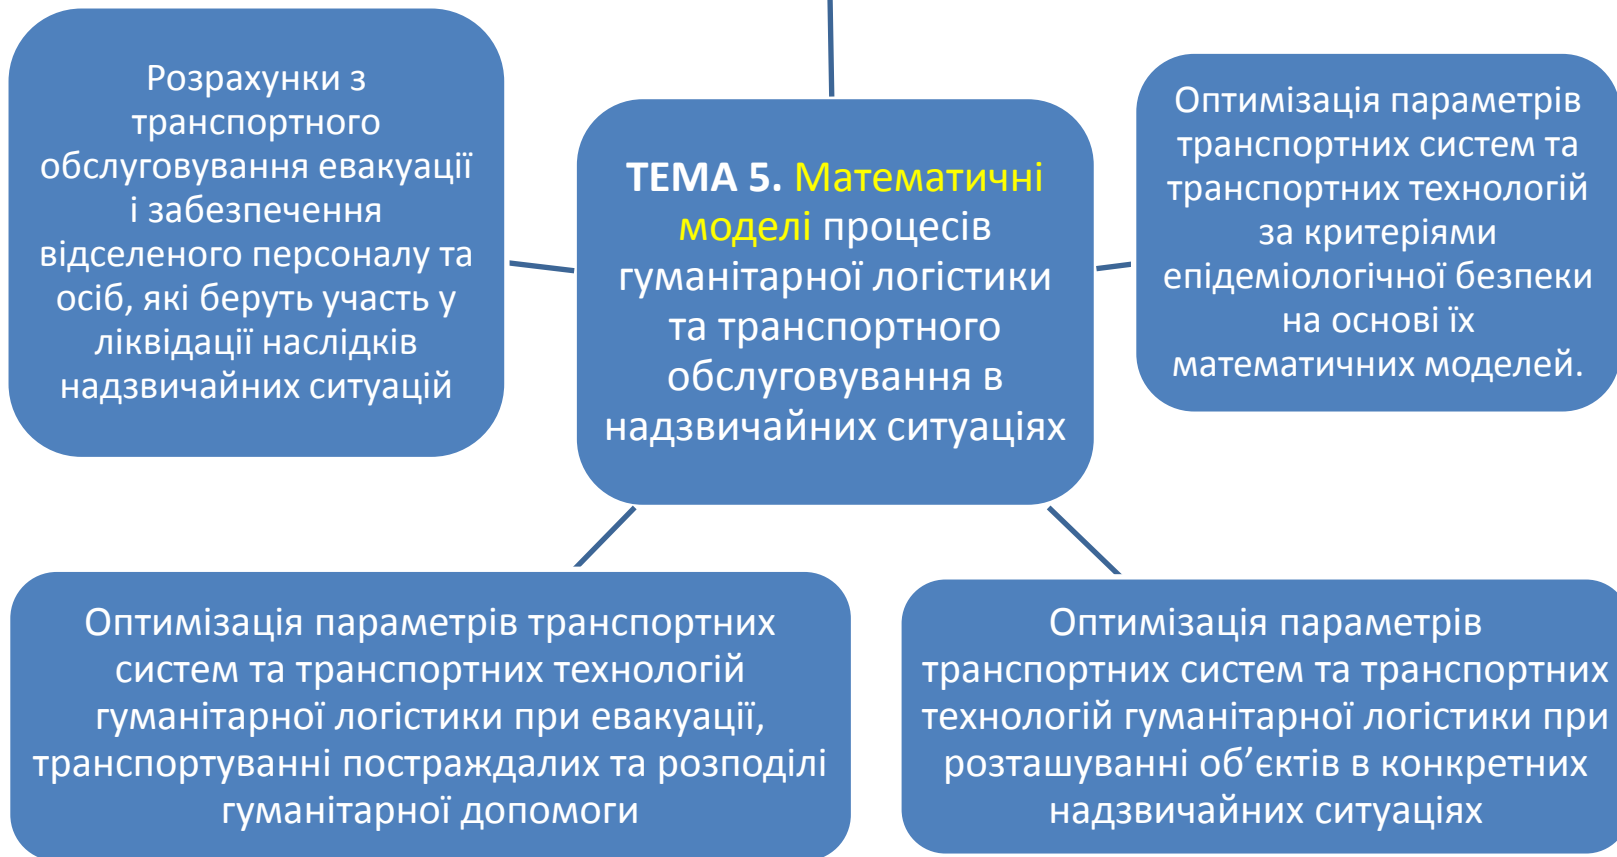 Розрахунки з
транспортного
обслуговування евакуації
і забезпечення
відселеного персоналу та
осіб, які беруть участь у
ліквідації наслідків
надзвичайних ситуацій
ТЕМА 5. Математичні
моделі процесів
гуманітарної логістики
та транспортного
обслуговування в
надзвичайних ситуаціях
Оптимізація параметрів
транспортних систем та
транспортних технологій
за критеріями
епідеміологічної безпеки
на основі їх
математичних моделей.
Оптимізація параметрів транспортних
систем та транспортних технологій
гуманітарної логістики при евакуації,
транспортуванні постраждалих та розподілі
гуманітарної допомоги
Оптимізація параметрів
транспортних систем та транспортних
технологій гуманітарної логістики при
розташуванні об’єктів в конкретних
надзвичайних ситуаціях